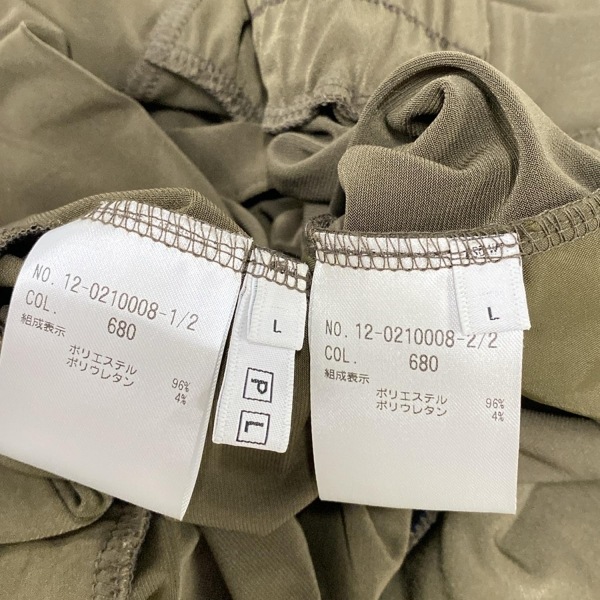 NO. 12-0210008-1/2
COL. 680
組成表示
ポリエステル 96%
ポリウレタン 4%
L
P
L
L
NO. 12-0210008-2/2
COL. 680
組成表示
ポリエステル 96%
ポリウレタン 4%